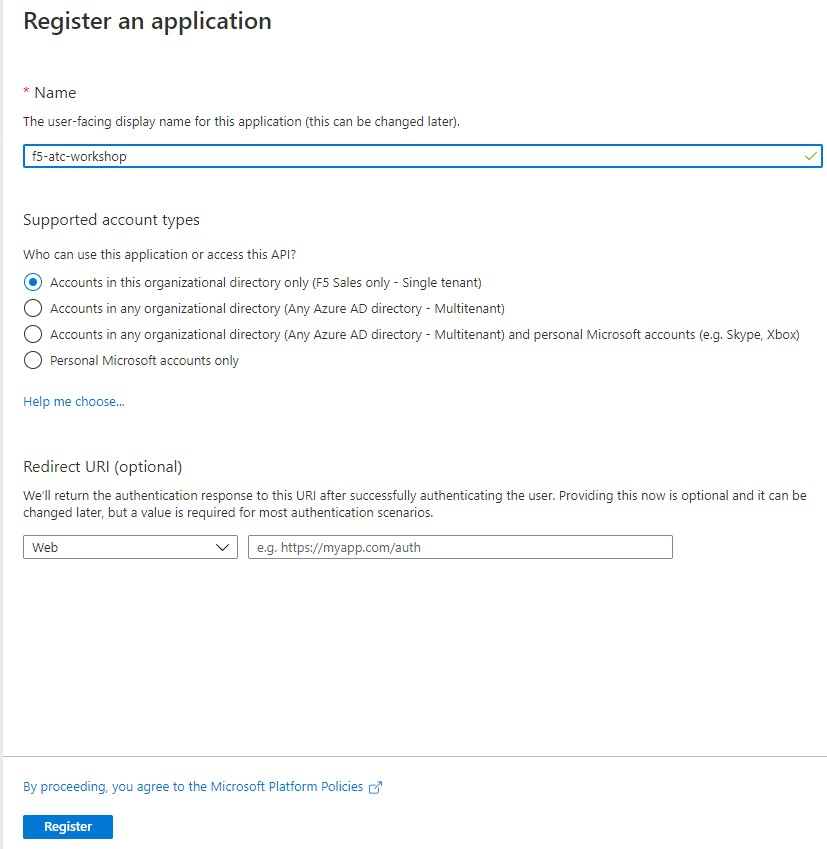 Register an application
* Name
The user-facing display name for this application (this can be changed later).
f5-atc-workshop
Supported account types
Who can use this application or access this API?
Accounts in this organizational directory only (F5 Sales only - Single tenant)
Accounts in any organizational directory (Any Azure AD directory - Multitenant)
Accounts in any organizational directory (Any Azure AD directory - Multitenant) and personal Microsoft accounts (e.g. Skype, Xbox)
Personal Microsoft accounts only
Help me choose...
Redirect URI (optional)
We'll return the authentication response to this URI after successfully authenticating the user. Providing this now is optional and it can be
changed later, but a value is required for most authentication scenarios.
Web
e.g. https://myapp.com/auth
By proceeding, you agree to the Microsoft Platform Policies
Register